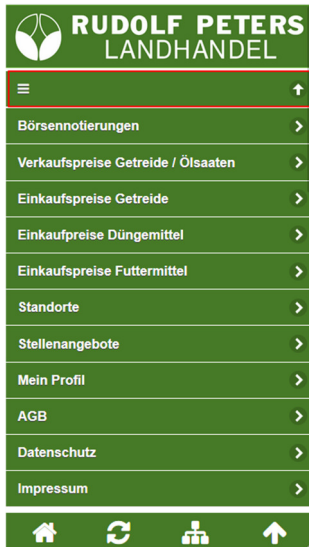 RUDOLF PETERS
LANDHANDEL
Börsennotierungen
Verkaufspreise Getreide / Ölsaaten
Einkaufspreise Getreide
Einkaufpreise Düngemittel
Einkaufspreise Futtermittel
Standorte
Stellenangebote
Mein Profil
AGB
Datenschutz
Impressum